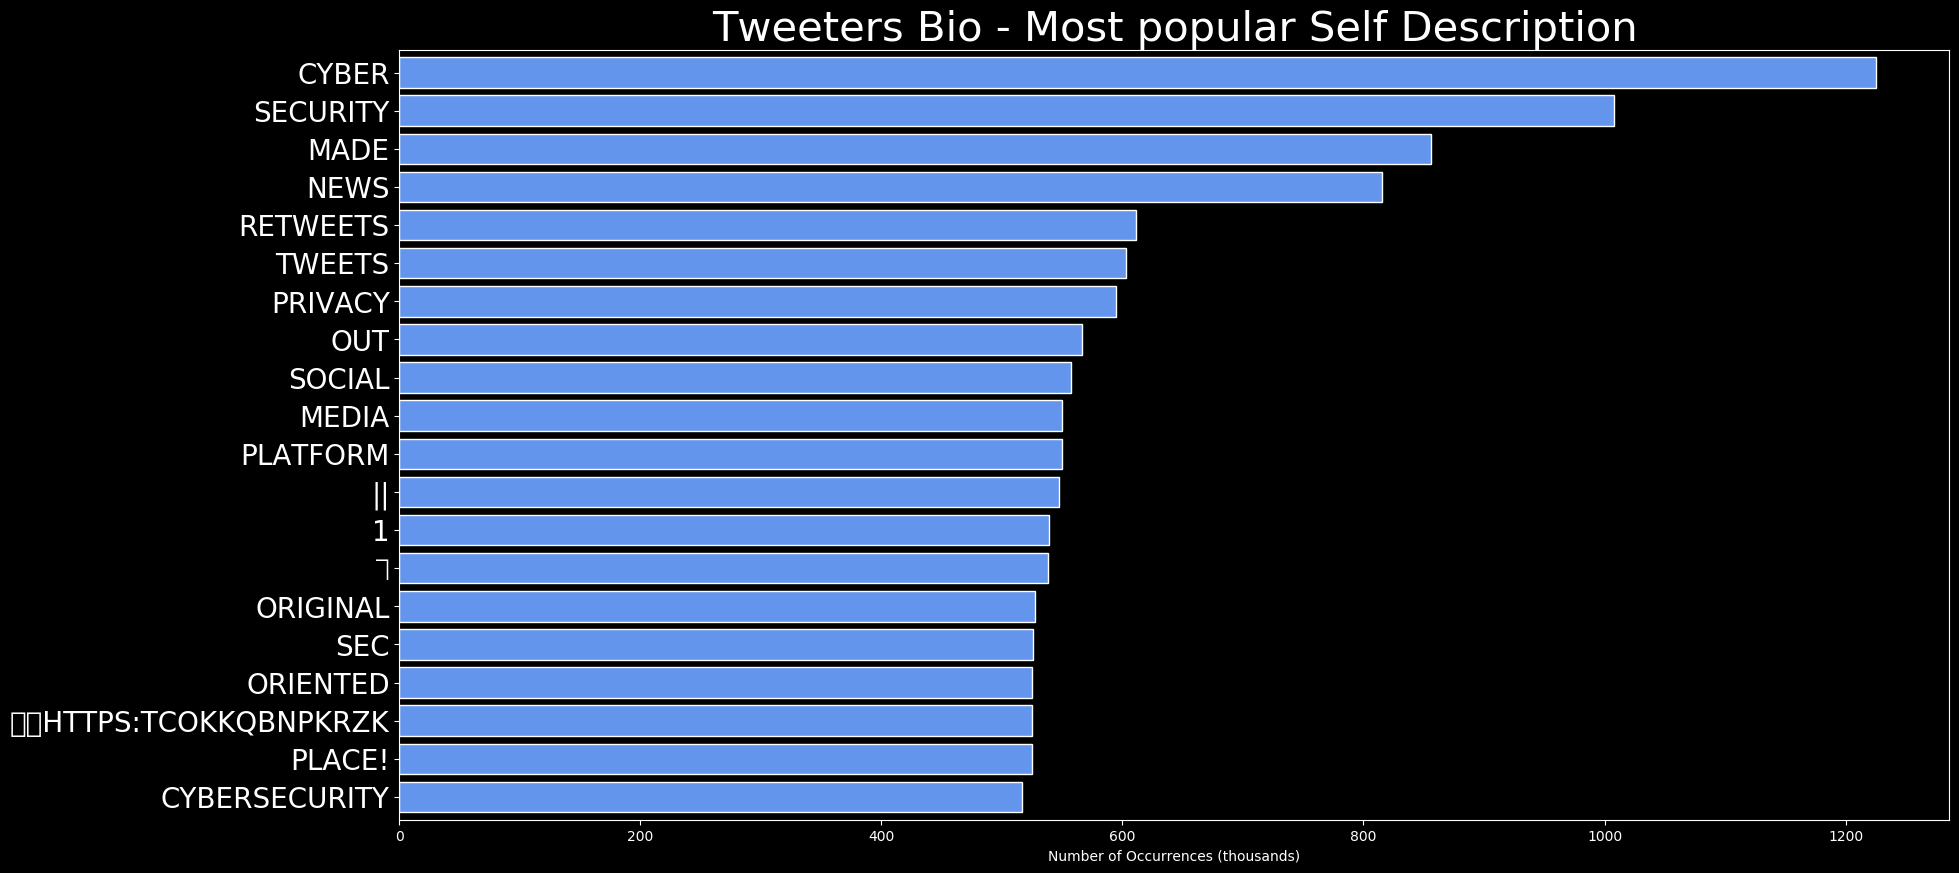 Tweeters Bio - Most popular Self Description
CYBER
SECURITY
MADE
NEWS
RETWEETS
TWEETS
PRIVACY
OUT
SOCIAL
MEDIA
PLATFORM
||
1
ORIGINAL
SEC
ORIENTED
HTTPS:TCOKKQBNPKRZK
PLACE!
CYBERSECURITY
0 200 400 600 800 1000 1200
Number of Occurrences (thousands)